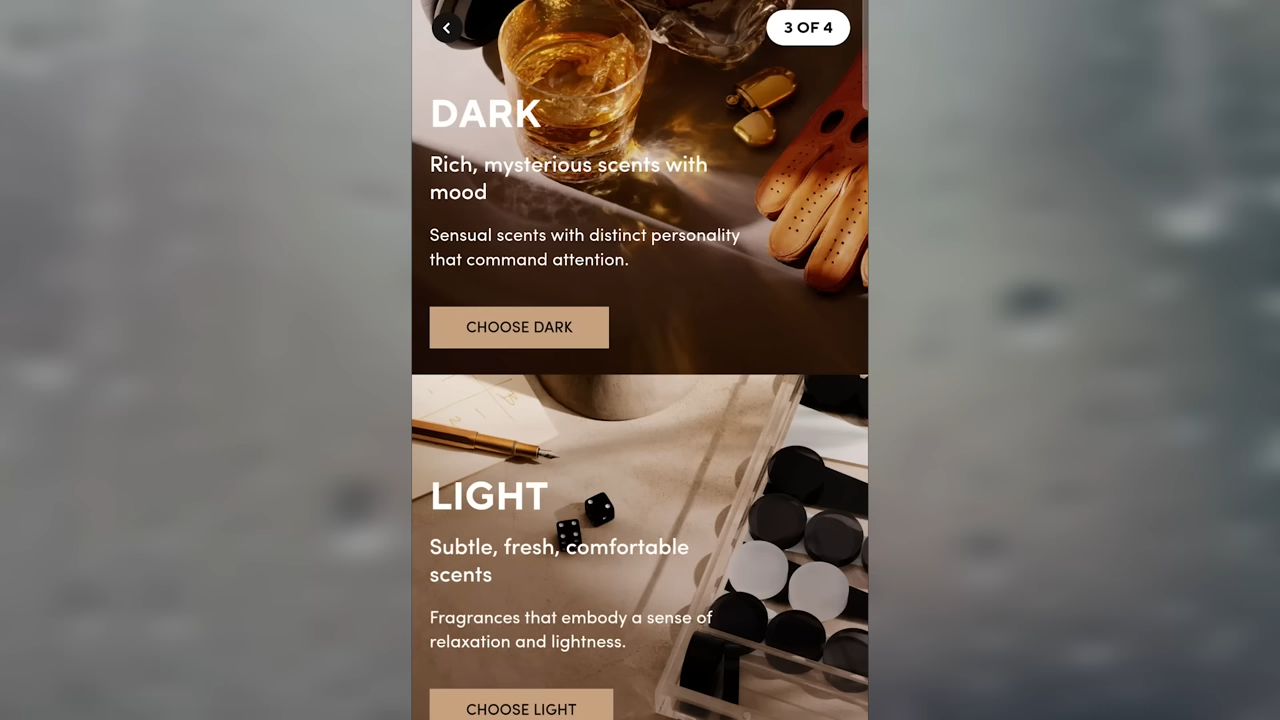 3 OF 4
DARK
Rich, mysterious scents with
mood
Sensual scents with distinct personality
that command attention.
CHOOSE DARK
LIGHT
Subtle, fresh, comfortable
scents
Fragrances that embody a sense of
relaxation and lightness.
CHOOSE LIGHT